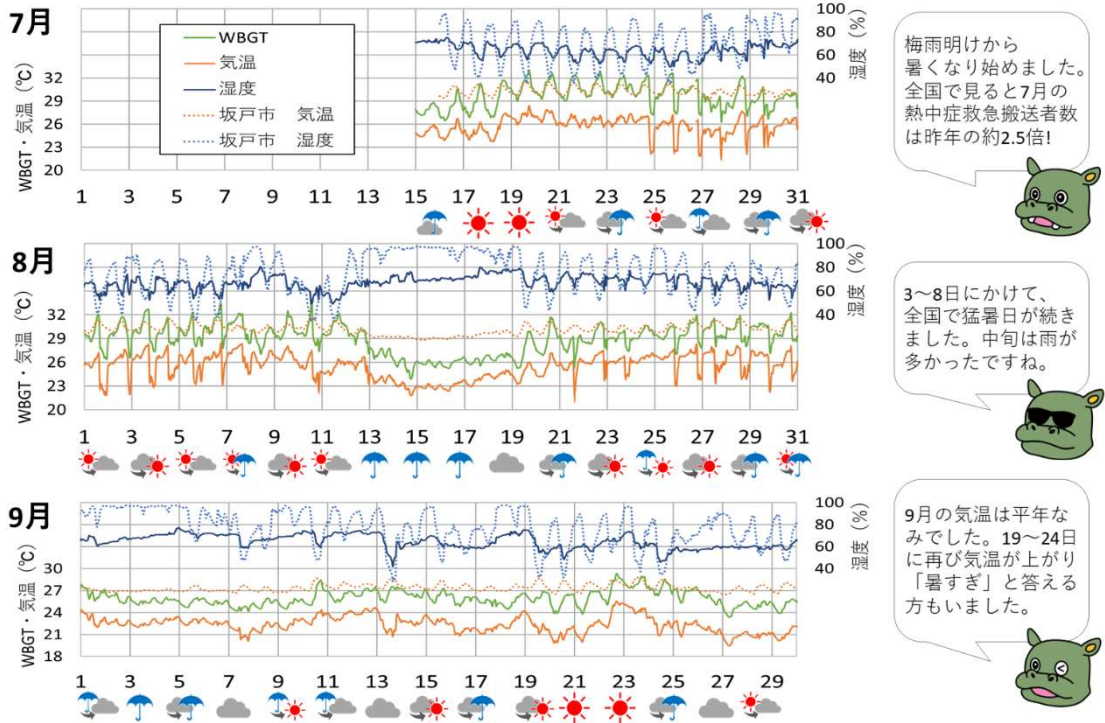 7月
WBGT
気温
湿度
坂戸市　気温
坂戸市　湿度
WBGT・気温（℃）
32
29
26
23
20
100
80
60
40
湿度（%）
1 3 5 7 9 11 13 15 17 19 21 23 25 27 29 31
梅雨明けから
暑くなり始めました。
全国で見ると7月の
熱中症救急搬送者数
は昨年の約2.5倍!
8月
WBGT・気温（℃）
32
29
26
23
20
100
80
60
40
湿度（%）
1 3 5 7 9 11 13 15 17 19 21 23 25 27 29 31
3～8日にかけて、
全国で猛暑日が続き
ました。中旬は雨が
多かったですね。
9月
WBGT・気温（℃）
30
27
24
21
18
100
80
60
40
湿度（%）
1 3 5 7 9 11 13 15 17 19 21 23 25 27 29
9月の気温は平年な
みでした。19～24日
に再び気温が上がり
「暑すぎ」と答える
方もいました。